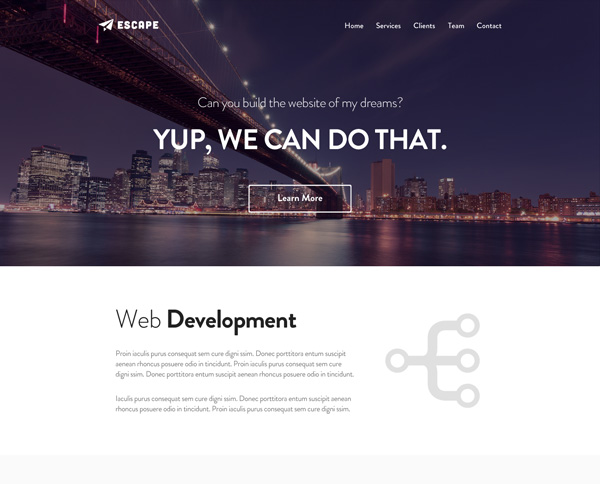 ESCAPE
Home Services Clients Team Contact
Can you build the website of my dreams?
YUP, WE CAN DO THAT.
Learn More
Web Development
Proin iaculis purus consequat sem cure digni ssim. Donec porttitora entum suscipit
aenean rhoncus posuere odio in tincidunt. Proin iaculis purus consequat sem cure
digni ssim. Donec porttitora entum suscipit aenean rhoncus posuere odio in tincidunt.
Iaculis purus consequat sem cure digni ssim. Donec porttitora entum suscipit aenean
rhoncus posuere odio in tincidunt. Proin iaculis purus consequat sem cure digni ssim.